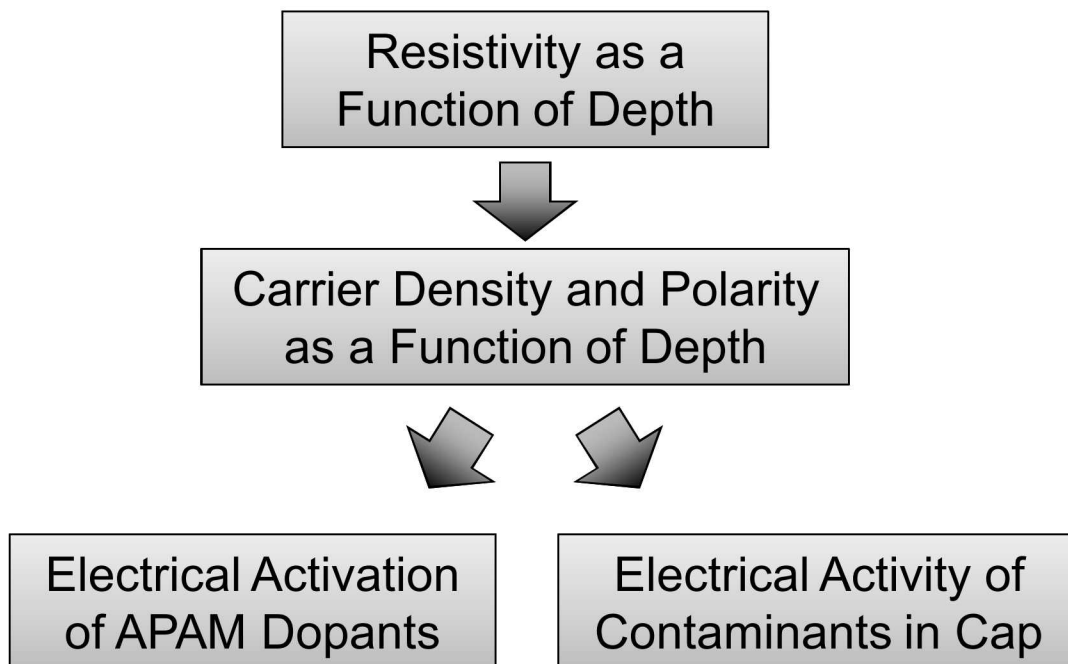 Resistivity as a
Function of Depth
Carrier Density and Polarity
as a Function of Depth
Electrical Activation
of APAM Dopants
Electrical Activity of
Contaminants in Cap